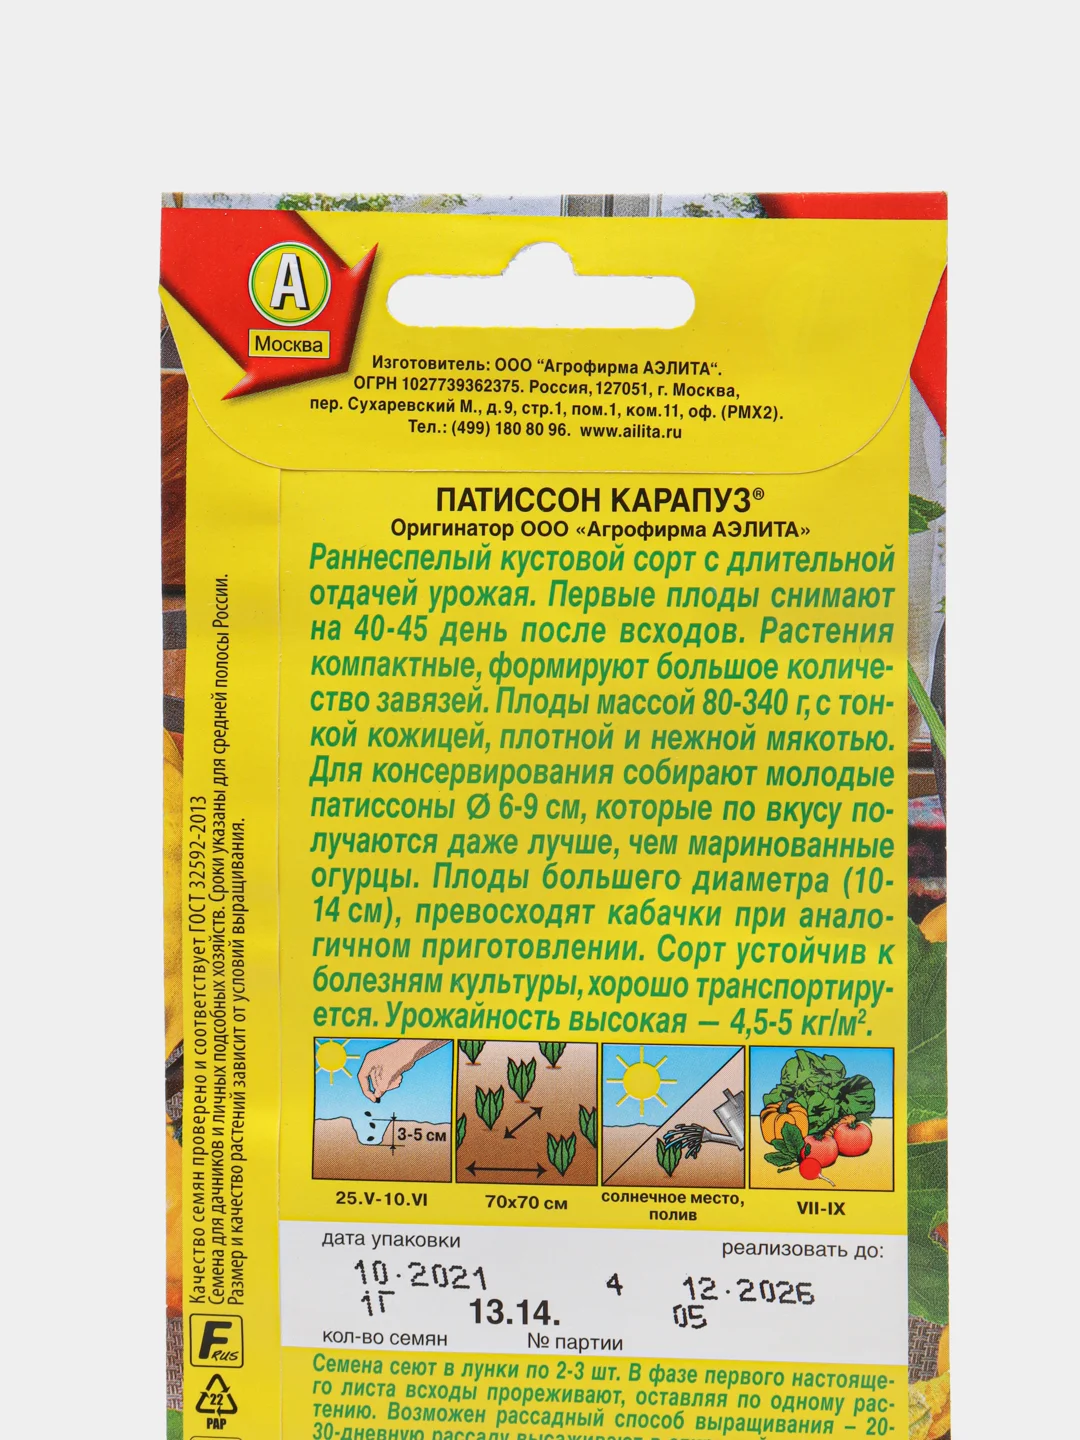 А
Москва
Изготовитель: ООО “Агрофирма АЭЛИТА“.
ОГРН 1027739362375. Россия, 127051, г. Москва,
пер. Сухаревский М., д.9, стр.1, пом.1, ком.11, оф. (РМХ2).
Тел.: (499) 180 80 96. www.ailita.ru
ПАТИССОН КАРАПУЗ®
Оригинатор ООО «Агрофирма АЭЛИТА»
Раннеспелый кустовой сорт с длительной
отдачей урожая. Первые плоды снимают
на 40-45 день после всходов. Растения
компактные, формируют большое количе-
ство завязей. Плоды массой 80-340 г, с тон-
кой кожицей, плотной и нежной мякотью.
Для консервирования собирают молодые
патиссоны Ø 6-9 см, которые по вкусу по-
лучаются даже лучше, чем маринованные
огурцы. Плоды большего диаметра (10-
14 см), превосходят кабачки при анало-
гичном приготовлении. Сорт устойчив к
болезням культуры, хорошо транспортиру-
ется. Урожайность высокая — 4,5-5 кг/м².
3-5 см
25.V-10.VI
70x70 см
солнечное место,
полив
VII-IX
дата упаковки
реализовать до:
10.2021
4
12.2026
1Г
13.14.
05
кол-во семян
№ партии
Семена сеют в лунки по 2-3 шт. В фазе первого настояще-
го листа всходы прореживают, оставляя по одному рас-
тению. Возможен рассадный способ выращивания – 20-
30-дневную рассаду высаживают в
Качество семян проверено и соответствует ГОСТ 32592-2013
Семена для дачников и личных подсобных хозяйств. Сроки указаны для средней полосы России.
Размер и качество растений зависит от условий выращивания.
F RUS
22
PAP